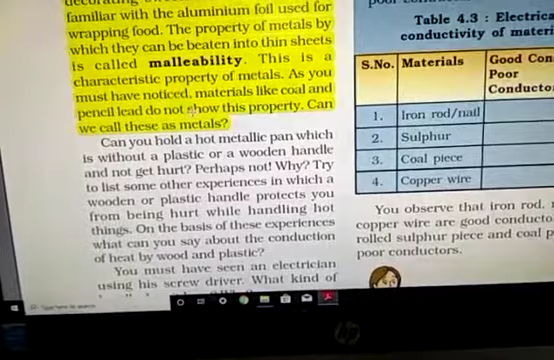 familiar with the aluminium foil used for
wrapping food. The property of metals by
which they can be beaten into thin sheets
is called malleability. This is a
characteristic property of metals. As you
must have noticed, materials like coal and
pencil lead do not show this property. Can
we call these as metals?
Can you hold a hot metallic pan which
is without a plastic or a wooden handle
and not get hurt? Perhaps not! Why? Try
to list some other experiences in which a
wooden or plastic handle protects you
from being hurt while handling hot
things. On the basis of these experiences
what can you say about the conduction
of heat by wood and plastic?
You must have seen an electrician
using his screw driver. What kind of
Table 4.3 : Electrica
conductivity of materi
S.No. Materials Good Con
Poor
Conducto
1. Iron rod/nail
2. Sulphur
3. Coal piece
4. Copper wire
You observe that iron rod,
copper wire are good conducto
rolled sulphur piece and coal p
poor conductors.
Type here to search
hp